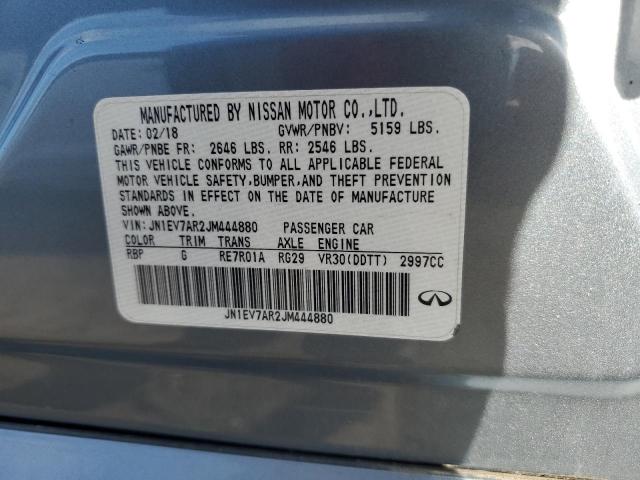 MANUFACTURED BY NISSAN MOTOR CO.,LTD.
DATE: 02/18 GVWR/PNBV: 5159 LBS.
GAWR/PNBE FR: 2646 LBS. RR: 2546 LBS.
THIS VEHICLE CONFORMS TO ALL APPLICABLE FEDERAL
MOTOR VEHICLE SAFETY,BUMPER,AND THEFT PREVENTION
STANDARDS IN EFFECT ON THE DATE OF MANUFACTURE
SHOWN ABOVE.
VIN: JN1EV7AR2JM444880 PASSENGER CAR
COLOR TRIM TRANS AXLE ENGINE
RBP G RE7R01A RG29 VR30(DDTT) 2997CC
JN1EV7AR2JM444880